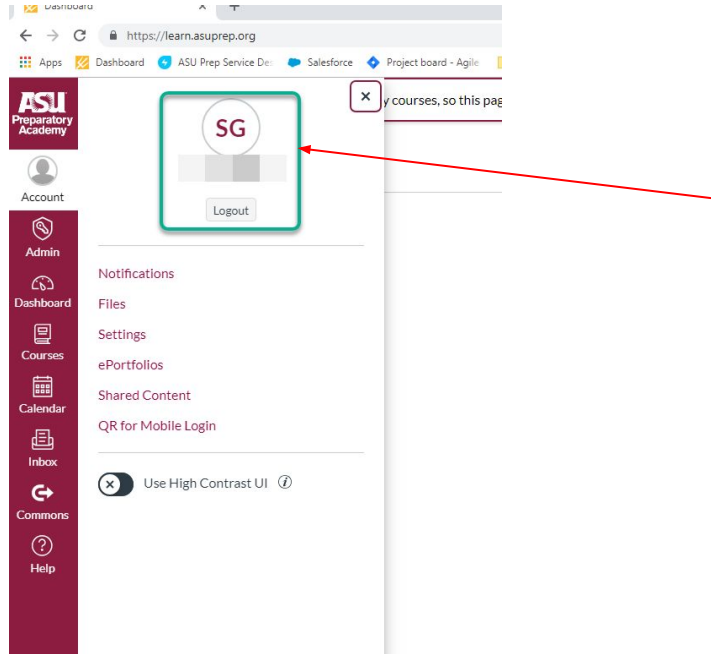 Dashboard
https://learn.asuprep.org
Apps Dashboard ASU Prep Service De Salesforce Project board - Agile
ASU
Preparatory
Academy
y courses, so this pag
SG
Logout
Account
Admin
Dashboard
Courses
Calendar
Inbox
Commons
Help
Notifications
Files
Settings
ePortfolios
Shared Content
QR for Mobile Login
Use High Contrast UI